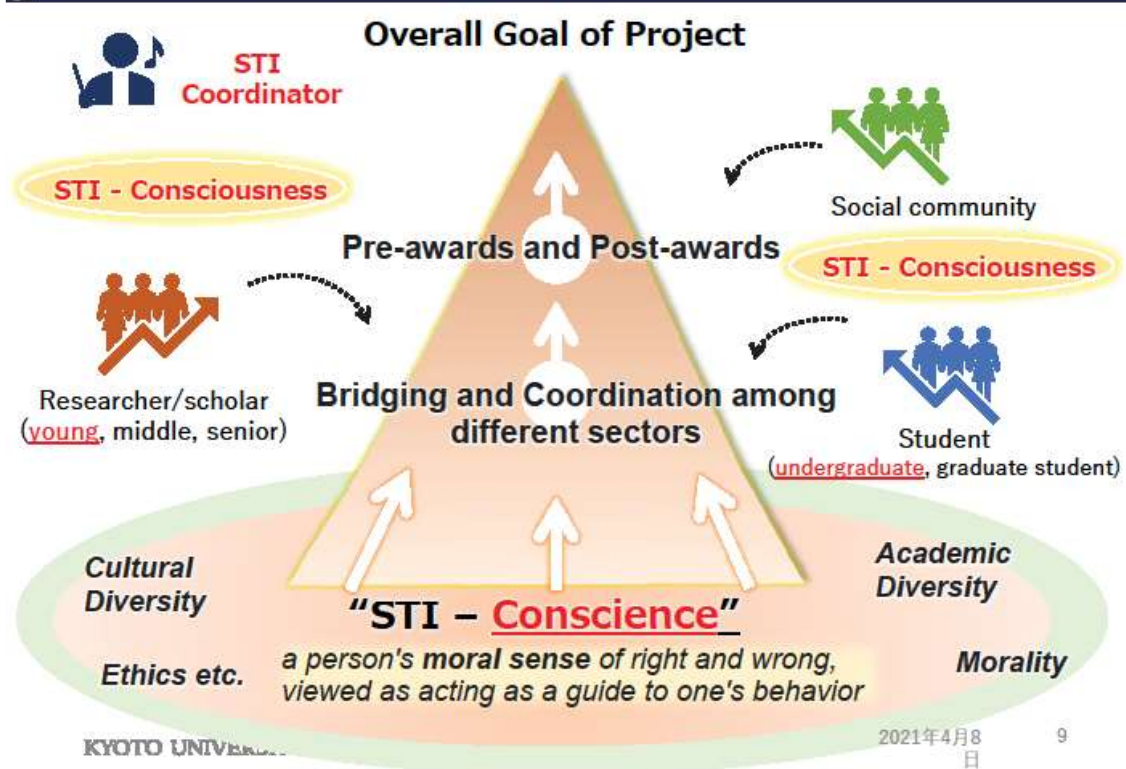 Overall Goal of Project
STI
Coordinator
STI - Consciousness
Social community
Pre-awards and Post-awards
STI - Consciousness
Researcher/scholar
(young, middle, senior)
Bridging and Coordination among
different sectors
Student
(undergraduate, graduate student)
Cultural
Diversity
Academic
Diversity
“STI – Conscience”
Ethics etc.
a person's moral sense of right and wrong,
viewed as acting as a guide to one's behavior
Morality
KYOTO
2021年4月8
日
9